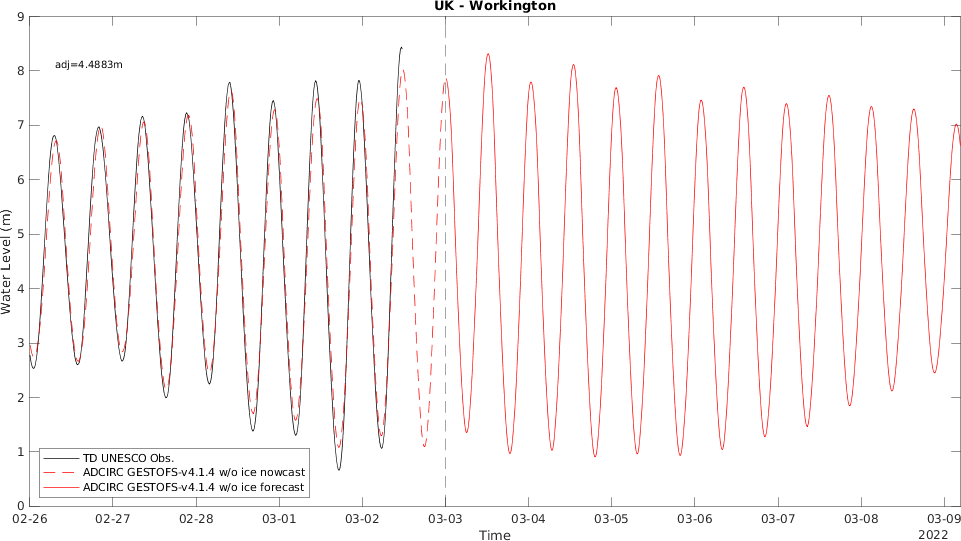 UK - Workington
adj=4.4883m
Water Level (m)
9
8
7
6
5
4
3
2
1
0
TD UNESCO Obs.
ADCIRC GESTOFS-v4.1.4 w/o ice nowcast
ADCIRC GESTOFS-v4.1.4 w/o ice forecast
02-26 02-27 02-28 03-01 03-02 03-03 03-04 03-05 03-06 03-07 03-08 03-09
Time
2022